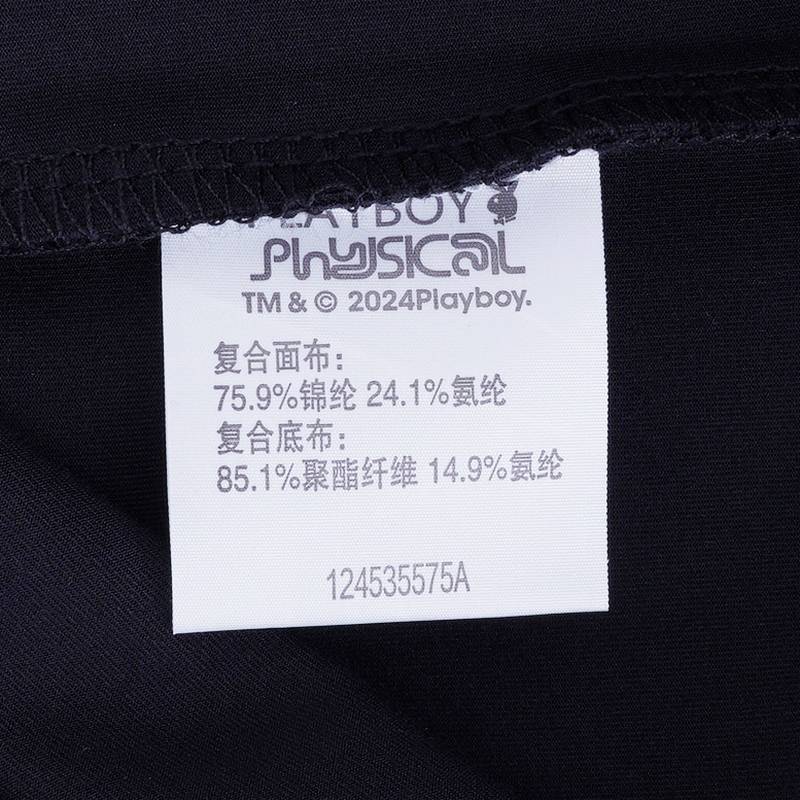 PLAYBOY
Physical
TM & © 2024Playboy.
复合面布：
75.9%锦纶 24.1%氨纶
复合底布：
85.1%聚酯纤维 14.9%氨纶
124535575A